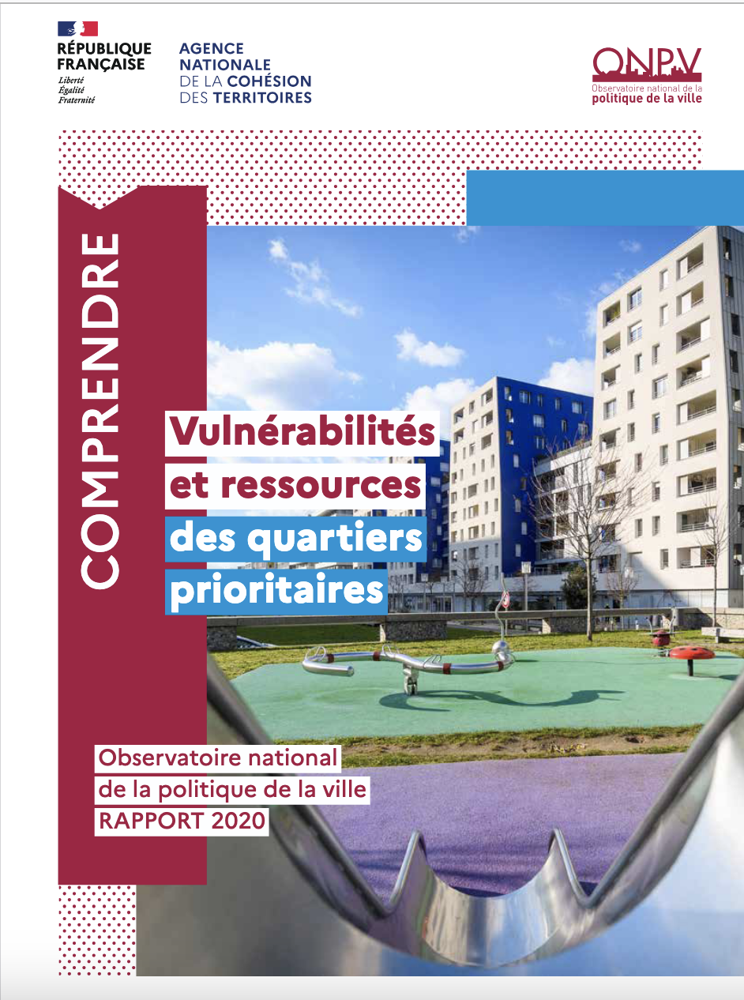 RÉPUBLIQUE
FRANÇAISE
Liberté
Égalité
Fraternité
AGENCE
NATIONALE
DE LA COHÉSION
DES TERRITOIRES
ONPV
Observatoire national de la
politique de la ville
COMPRENDRE
Vulnérabilités
et ressources
des quartiers
prioritaires
Observatoire national
de la politique de la ville
RAPPORT 2020